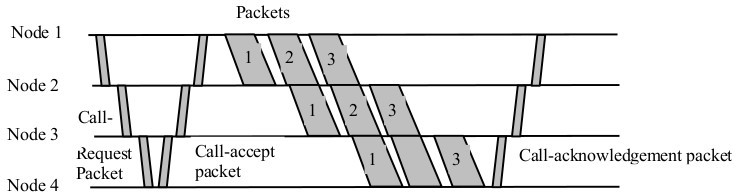 Packets
Node 1
1 2 3
Node 2
1 2 3
Call-
Node 3
Request
Packet
Call-accept
packet
1 3
Call-acknowledgement packet
Node 4